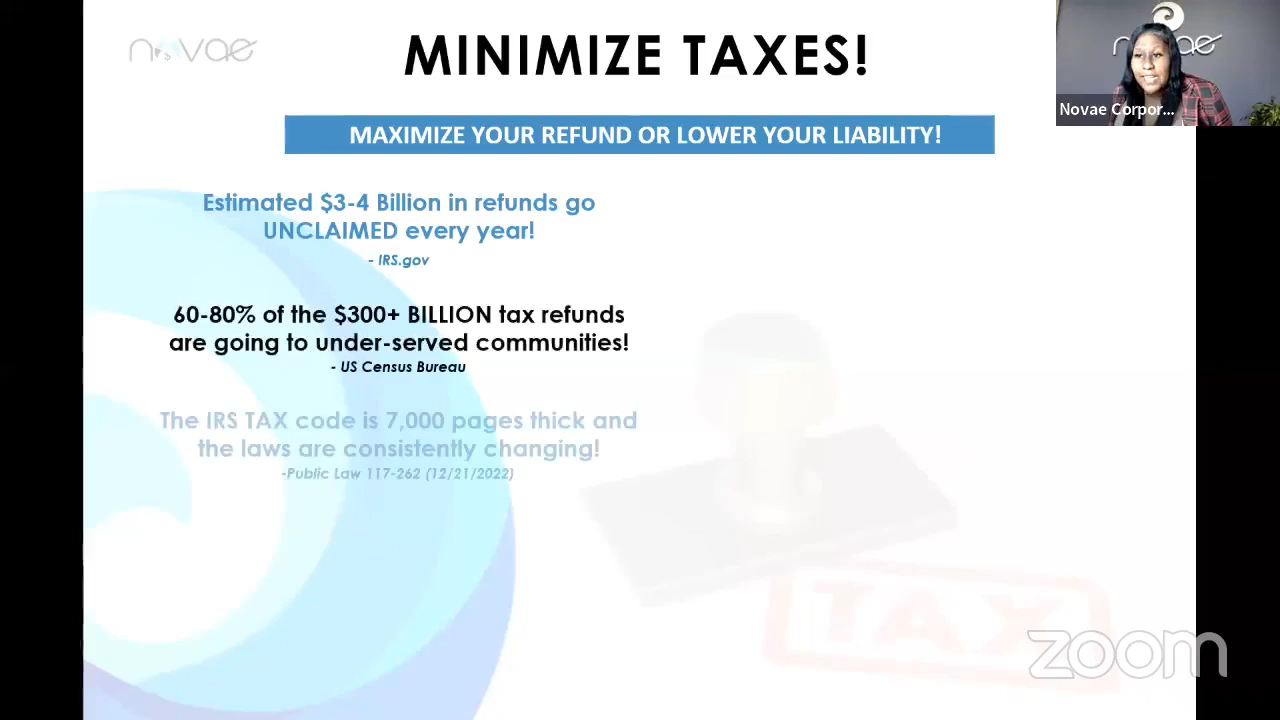 novae
MINIMIZE TAXES!
MAXIMIZE YOUR REFUND OR LOWER YOUR LIABILITY!
Estimated $3-4 Billion in refunds go
UNCLAIMED every year!
- IRS.gov
60-80% of the $300+ BILLION tax refunds
are going to under-served communities!
- US Census Bureau
The IRS TAX code is 7,000 pages thick and
the laws are consistently changing!
-Public Law 117-262 (12/21/2022)
TAX
zoom
novae
Novae Corpor...